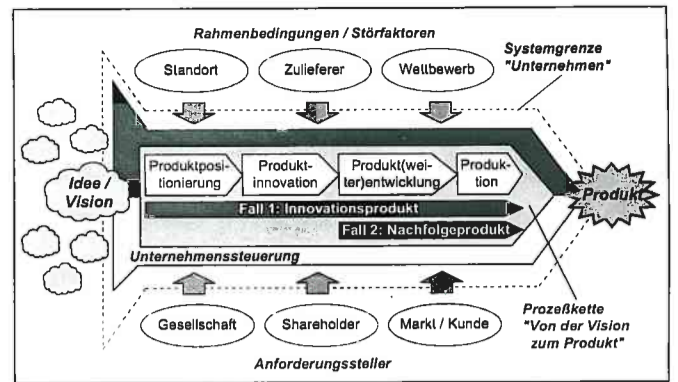 Rahmenbedingungen / Störfaktoren
Standort
Zulieferer
Wettbewerb
Systemgrenze
"Unternehmen"
Idee /
Vision
Produktposi-
tionierung
Produkt-
innovation
Produkt(wei-
ter)entwicklung
Produk-
tion
Produkt
Fall 1: Innovationsprodukt
Fall 2: Nachfolgeprodukt
Unternehmenssteuerung
Gesellschaft
Shareholder
Markt / Kunde
Prozeßkette
"Von der Vision
zum Produkt"
Anforderungssteller